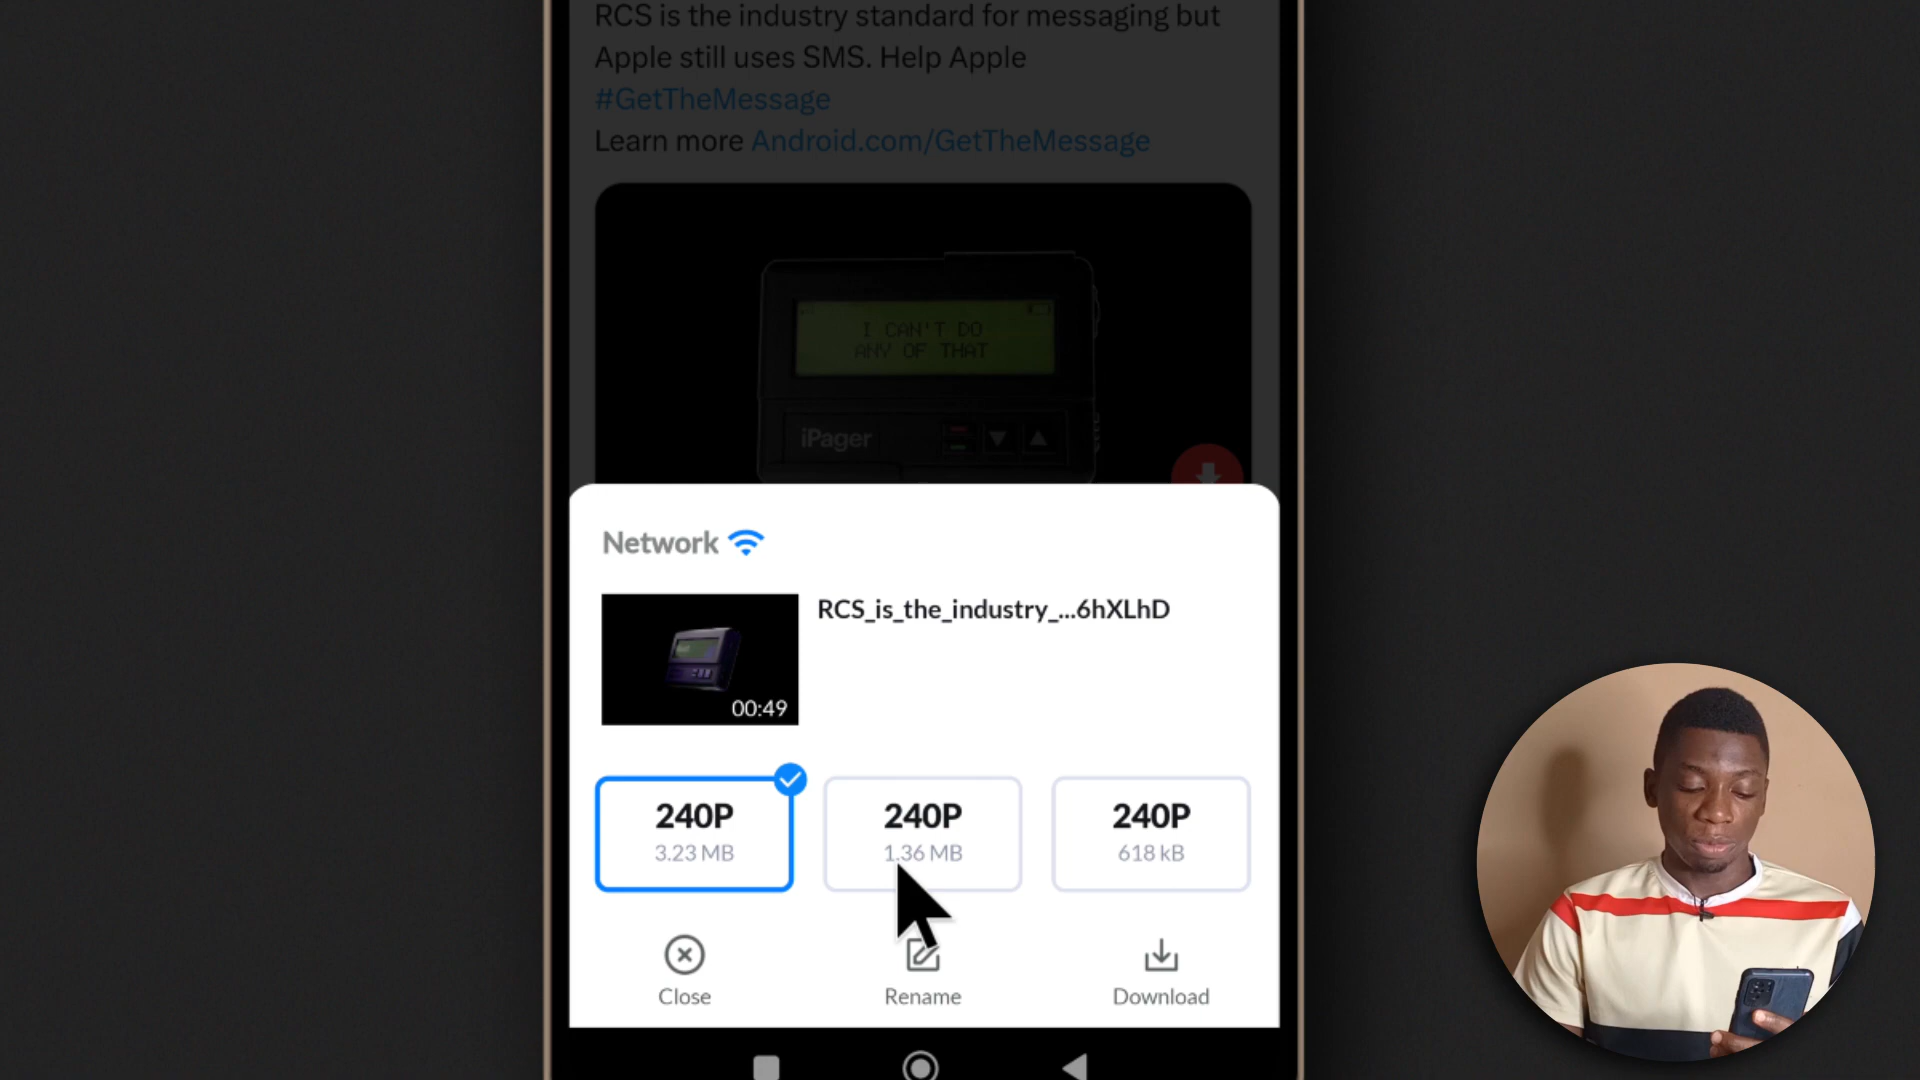 RCS is the industry standard for messaging but
Apple still uses SMS. Help Apple
#GetTheMessage
Learn more Android.com/GetTheMessage
I CAN'T DO
ANY OF THAT
iPager
Network
RCS_is_the_industry_...6hXLhD
00:49
240P
3.23 MB
240P
1.36 MB
240P
618 kB
Close
Rename
Download